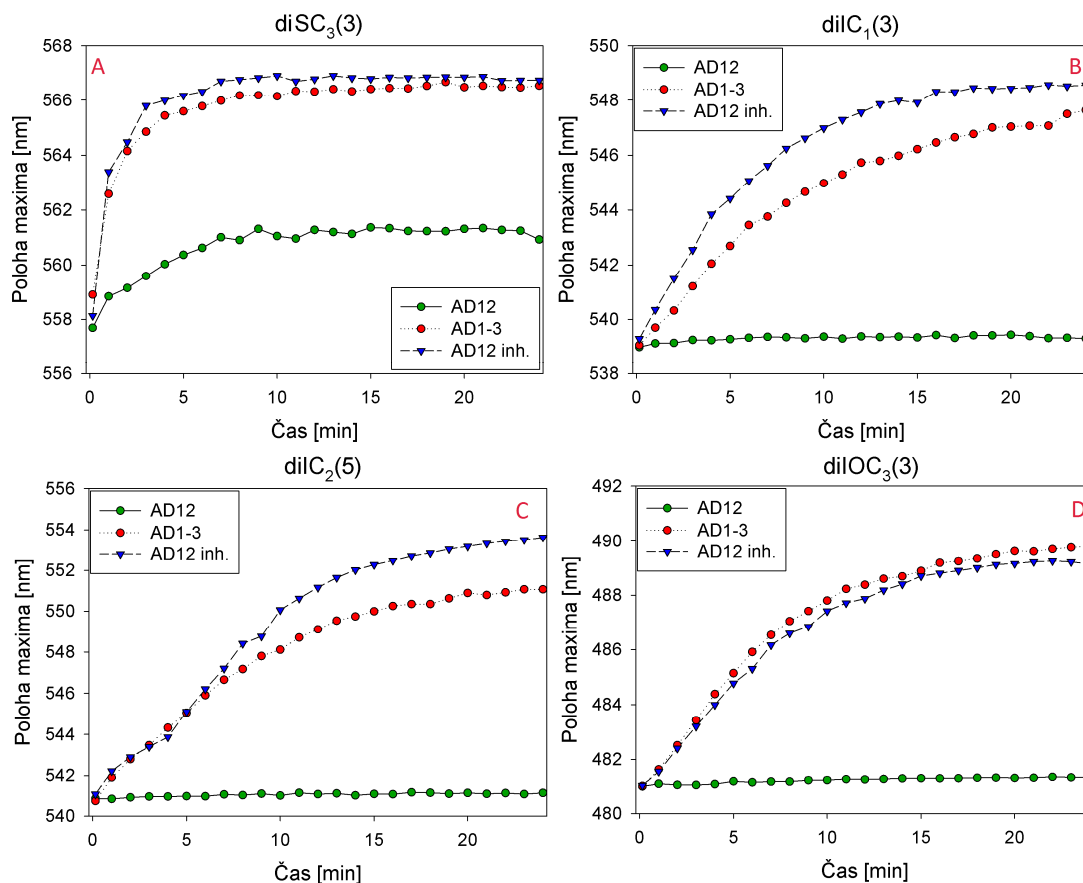 diSC₃(3)
568
566
564
562
560
558
556
A
AD12
AD1-3
AD12 inh.
0 5 10 15 20
Poloha maxima [nm]
Čas [min]
diIC₁(3)
550
548
546
544
542
539
538
B
AD12
AD1-3
AD12 inh.
0 5 10 15 20
Poloha maxima [nm]
Čas [min]
diIC₂(5)
556
554
552
550
548
546
544
541
540
C
AD12
AD1-3
AD12 inh.
0 5 10 15 20
Poloha maxima [nm]
Čas [min]
diIOC₃(3)
492
490
488
486
484
481
480
D
AD12
AD1-3
AD12 inh.
0 5 10 15 20
Poloha maxima [nm]
Čas [min]